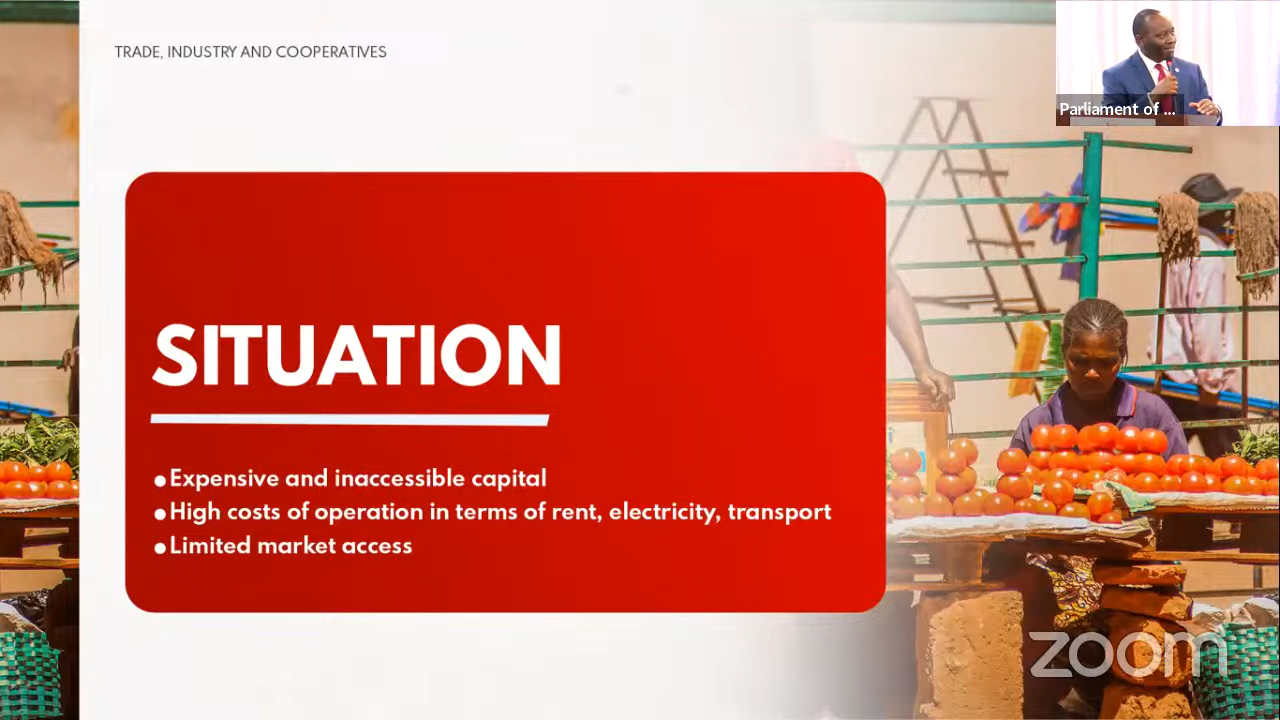 TRADE, INDUSTRY AND COOPERATIVES
Parliament of ...
SITUATION
•Expensive and inaccessible capital
•High costs of operation in terms of rent, electricity, transport
•Limited market access
zoom